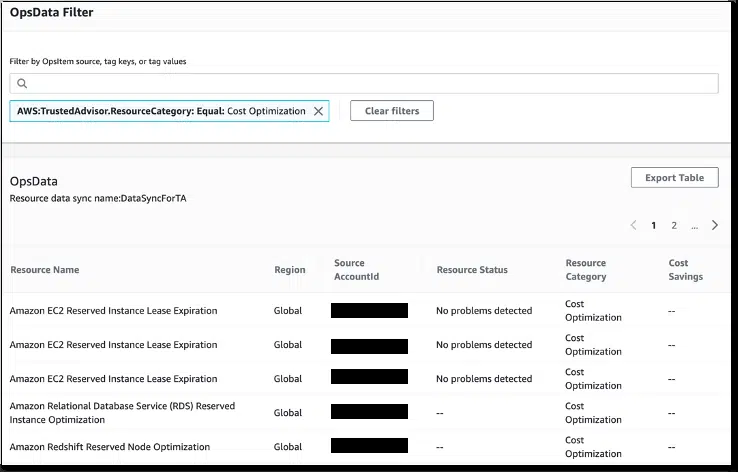 OpsData Filter
Filter by OpsItem source, tag keys, or tag values
AWS:TrustedAdvisor.ResourceCategory: Equal: Cost Optimization
Clear filters
OpsData
Export Table
Resource data sync name:DataSyncForTA
1 2 ...
Resource Name Region Source AccountId Resource Status Resource Category Cost Savings
Amazon EC2 Reserved Instance Lease Expiration Global No problems detected Cost Optimization --
Amazon EC2 Reserved Instance Lease Expiration Global No problems detected Cost Optimization --
Amazon EC2 Reserved Instance Lease Expiration Global No problems detected Cost Optimization --
Amazon Relational Database Service (RDS) Reserved Instance Optimization Global -- Cost Optimization --
Amazon Redshift Reserved Node Optimization Global -- Cost Optimization --